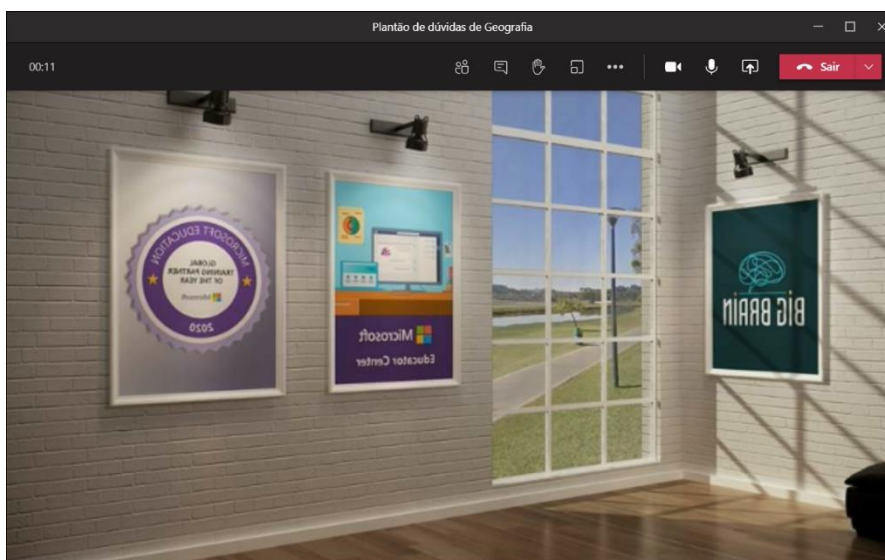 Plantão de dúvidas de Geografia
00:11
Sair
MICROSOFT EDUCATION
GLOBAL
TRAINING PARTNER
OF THE YEAR
Microsoft
2020
Microsoft
Educator Center
BIG BRAIN